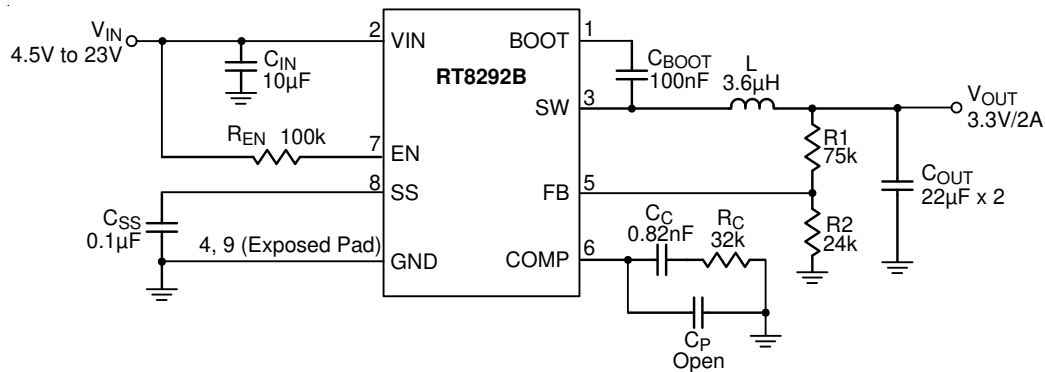 V_IN
4.5V to 23V
C_IN
10µF
R_EN 100k
C_SS
0.1µF
4, 9 (Exposed Pad)
2
7
8
VIN
EN
SS
GND
RT8292B
BOOT
SW
FB
COMP
1
3
5
6
C_BOOT
100nF
L
3.6µH
V_OUT
3.3V/2A
R1
75k
C_OUT
22µF x 2
R2
24k
C_C
0.82nF
R_C
32k
C_P
Open